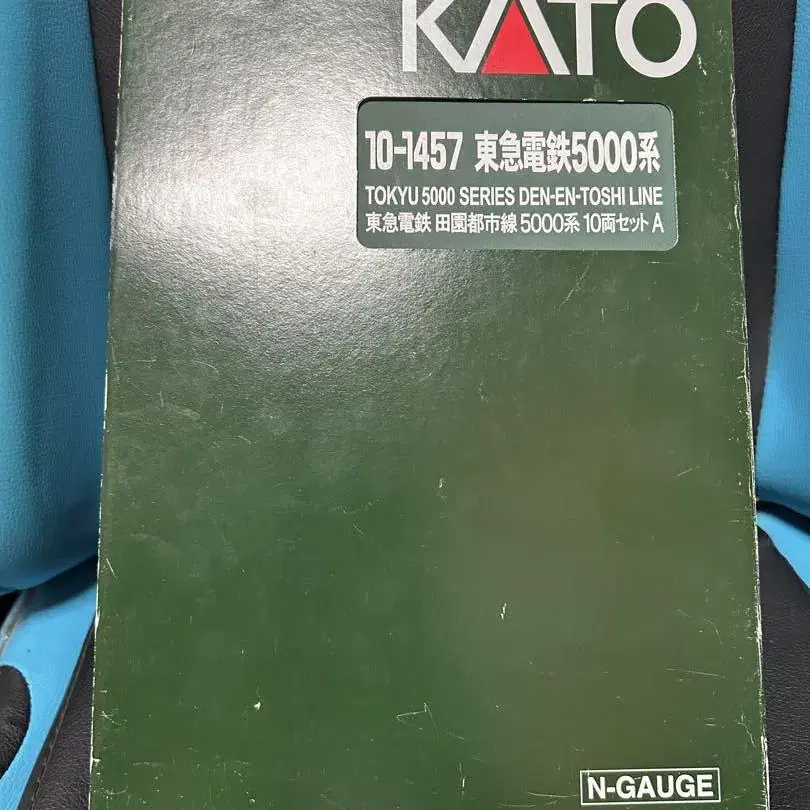 KATO
10-1457 東急電鉄5000系
TOKYU 5000 SERIES DEN-EN-TOSHI LINE
東急電鉄 田園都市線 5000系 10両セット A
N-GAUGE